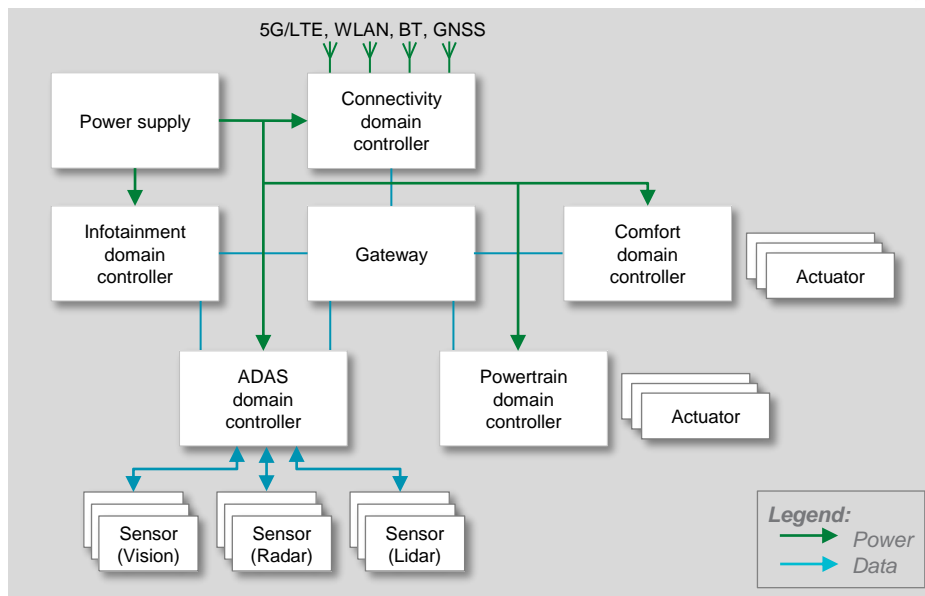 5G/LTE, WLAN, BT, GNSS
Power supply
Connectivity
domain
controller
Infotainment
domain
controller
Gateway
Comfort
domain
controller
Actuator
ADAS
domain
controller
Powertrain
domain
controller
Actuator
Sensor
(Vision)
Sensor
(Radar)
Sensor
(Lidar)
Legend:
Power
Data